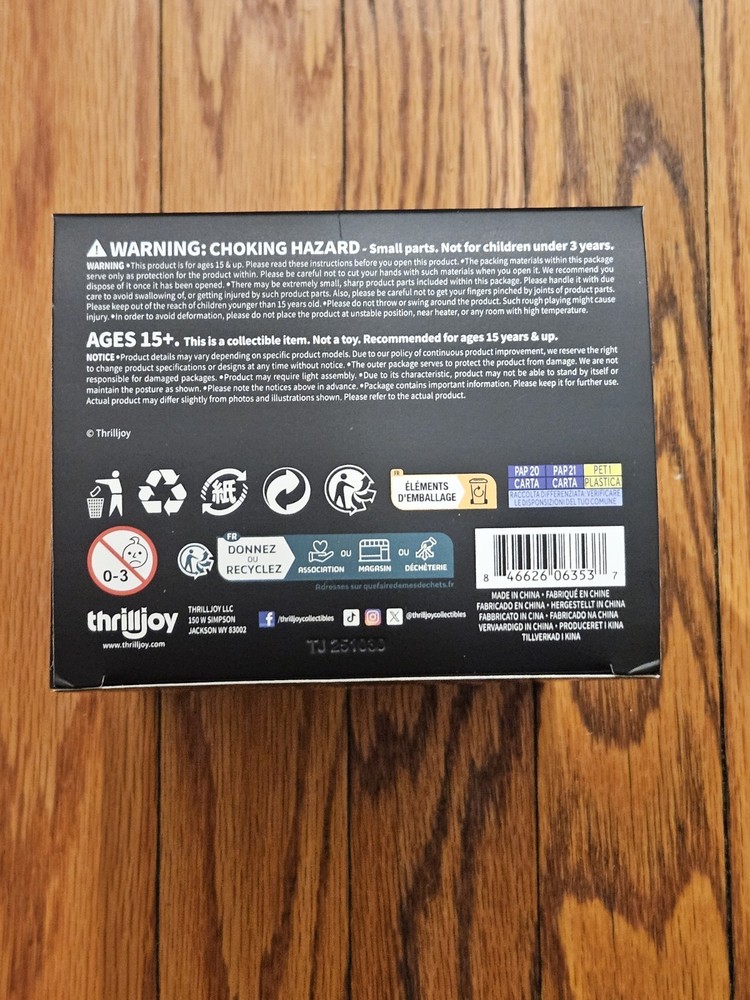 WARNING: CHOKING HAZARD - Small parts. Not for children under 3 years.
WARNING •This product is for ages 15 & up. Please read these instructions before you open this product. •The packing materials within this package
serve only as protection for the product within. Please be careful not to cut your hands with such materials when you open it. We recommend you
dispose of it once it has been opened. •There may be extremely small, sharp product parts included within this package. Please handle it with due
care to avoid swallowing of, or getting injured by such product parts. Also, please be careful not to get your fingers pinched by joints of product parts.
Please keep out of the reach of children younger than 15 years old. •Please do not throw or swing around the product. Such rough playing might cause
injury. •In order to avoid deformation, please do not place the product at unstable position, near heater, or any room with high temperature.
AGES 15+. This is a collectible item. Not a toy. Recommended for ages 15 years & up.
NOTICE •Product details may vary depending on specific product models. Due to our policy of continuous product improvement, we reserve the right
to change product specifications or designs at any time without notice. •The outer package serves to protect the product from damage. We are not
responsible for damaged packages. •Product may require light assembly. •Due to its characteristic, product may not be able to stand by itself or
maintain the posture as shown. •Please note the notices above in advance. •Package contains important information. Please keep it for further use.
Actual product may differ slightly from photos and illustrations shown. Please refer to the actual product.
© Thrilljoy
紙
FR
ÉLÉMENTS
D'EMBALLAGE
PAP 20 PAP 21 PET 1
CARTA CARTA PLASTICA
RACCOLTA DIFFERENZIATA. VERIFICARE
LE DISPOSIZIONI DEL TUO COMUNE
0-3
FR
DONNEZ
OU
RECYCLEZ
ASSOCIATION OU MAGASIN OU DÉCHÈTERIE
Adresses sur quefairedemesdechets.fr
8 46626 06353 7
MADE IN CHINA • FABRIQUÉ EN CHINE
FABRICADO EN CHINA • HERGESTELLT IN CHINA
FABBRICATO IN CINA • FABRICADO NA CHINA
VERVAARDIGD IN CHINA • PRODUCERET I KINA
TILLVERKAD I KINA
thrilljoy
www.thrilljoy.com
THRILLJOY LLC
150 W SIMPSON
JACKSON WY 83002
/thrilljoycollectibles
@thrilljoycollectibles
TJ 251030